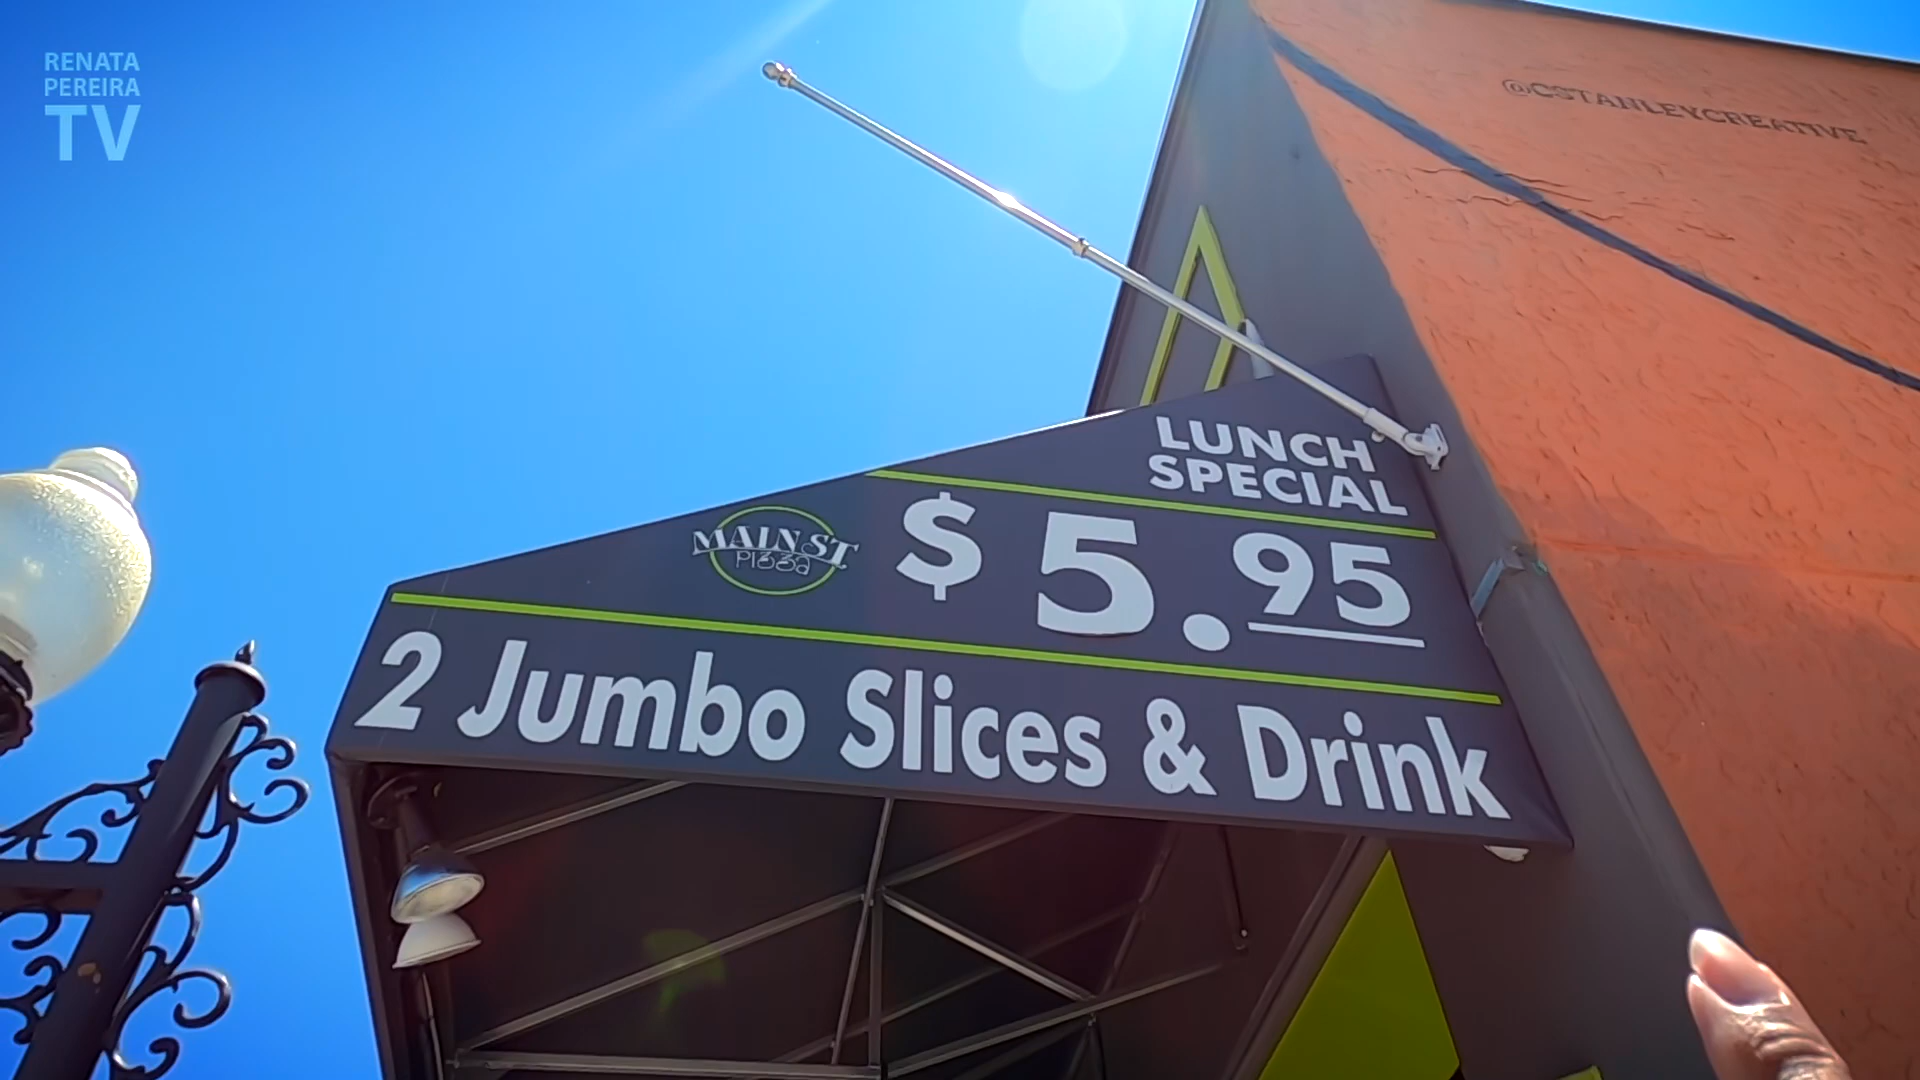 RENATA
PEREIRA
TV
@CSTANLEYCREATIVE
LUNCH
SPECIAL
MAIN ST
Pizza
$5.95
2 Jumbo Slices & Drink